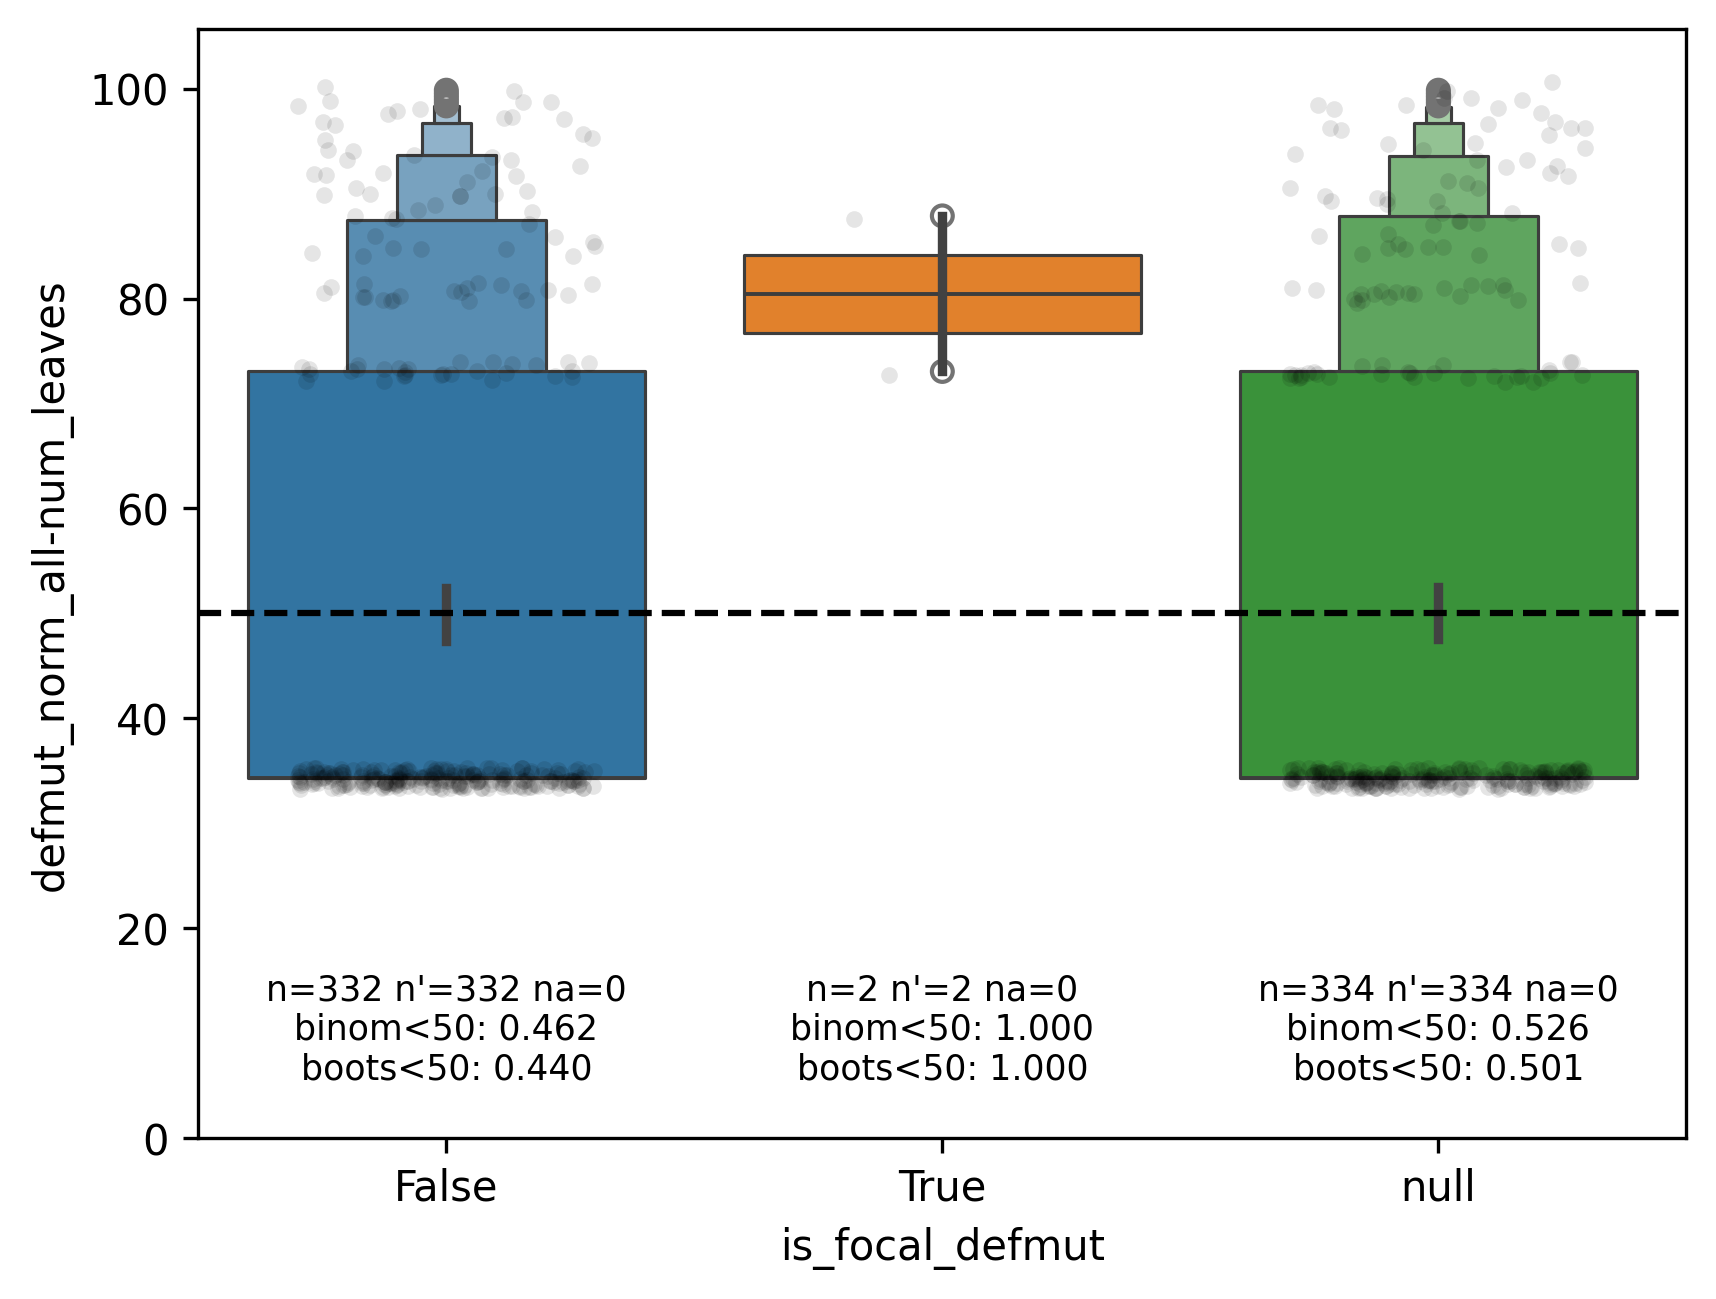 defmut_norm_all-num_leaves
100
80
60
40
20
0
n=332 n'=332 na=0
binom<50: 0.462
boots<50: 0.440
n=2 n'=2 na=0
binom<50: 1.000
boots<50: 1.000
n=334 n'=334 na=0
binom<50: 0.526
boots<50: 0.501
False
True
null
is_focal_defmut